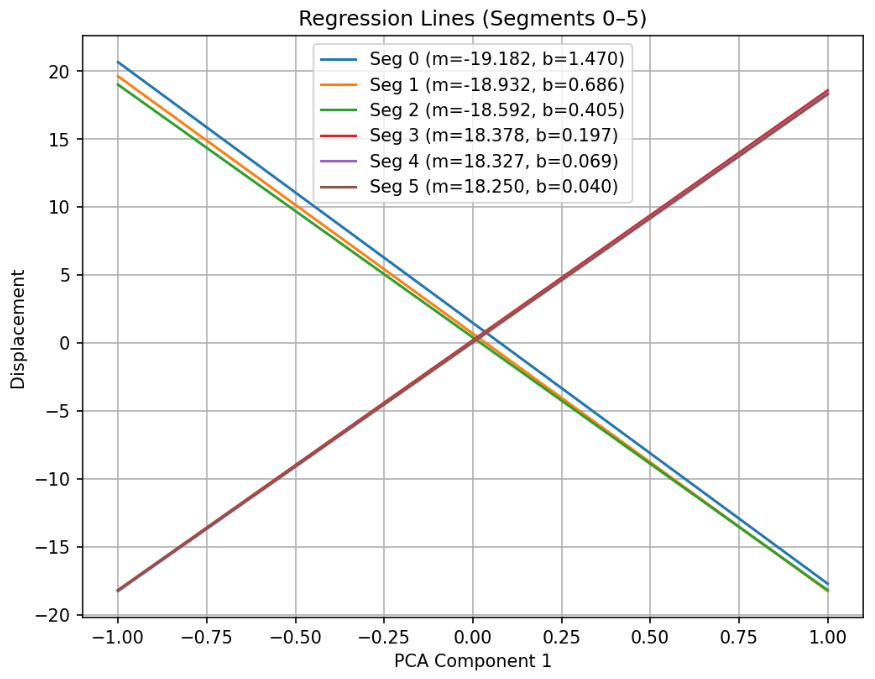 Regression Lines (Segments 0–5)
Seg 0 (m=-19.182, b=1.470)
Seg 1 (m=-18.932, b=0.686)
Seg 2 (m=-18.592, b=0.405)
Seg 3 (m=18.378, b=0.197)
Seg 4 (m=18.327, b=0.069)
Seg 5 (m=18.250, b=0.040)
20
15
10
5
0
−5
−10
−15
−20
Displacement
−1.00 −0.75 −0.50 −0.25 0.00 0.25 0.50 0.75 1.00
PCA Component 1